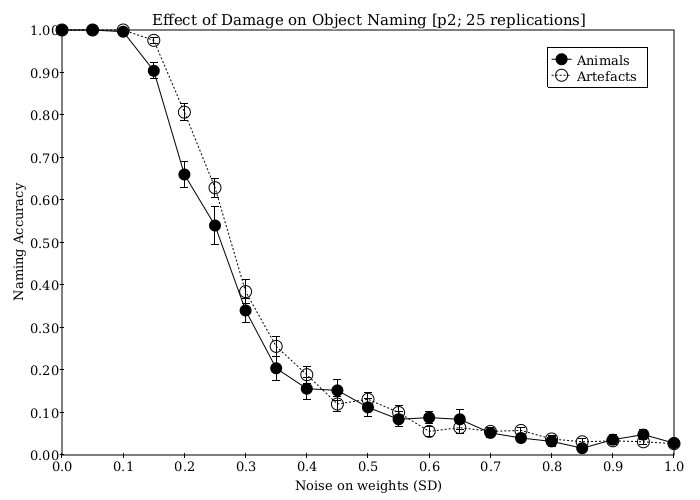 Effect of Damage on Object Naming [p2; 25 replications]
1.00
0.90
0.80
0.70
0.60
0.50
0.40
0.30
0.20
0.10
0.00
Naming Accuracy
Animals
Artefacts
0.0 0.1 0.2 0.3 0.4 0.5 0.6 0.7 0.8 0.9 1.0
Noise on weights (SD)